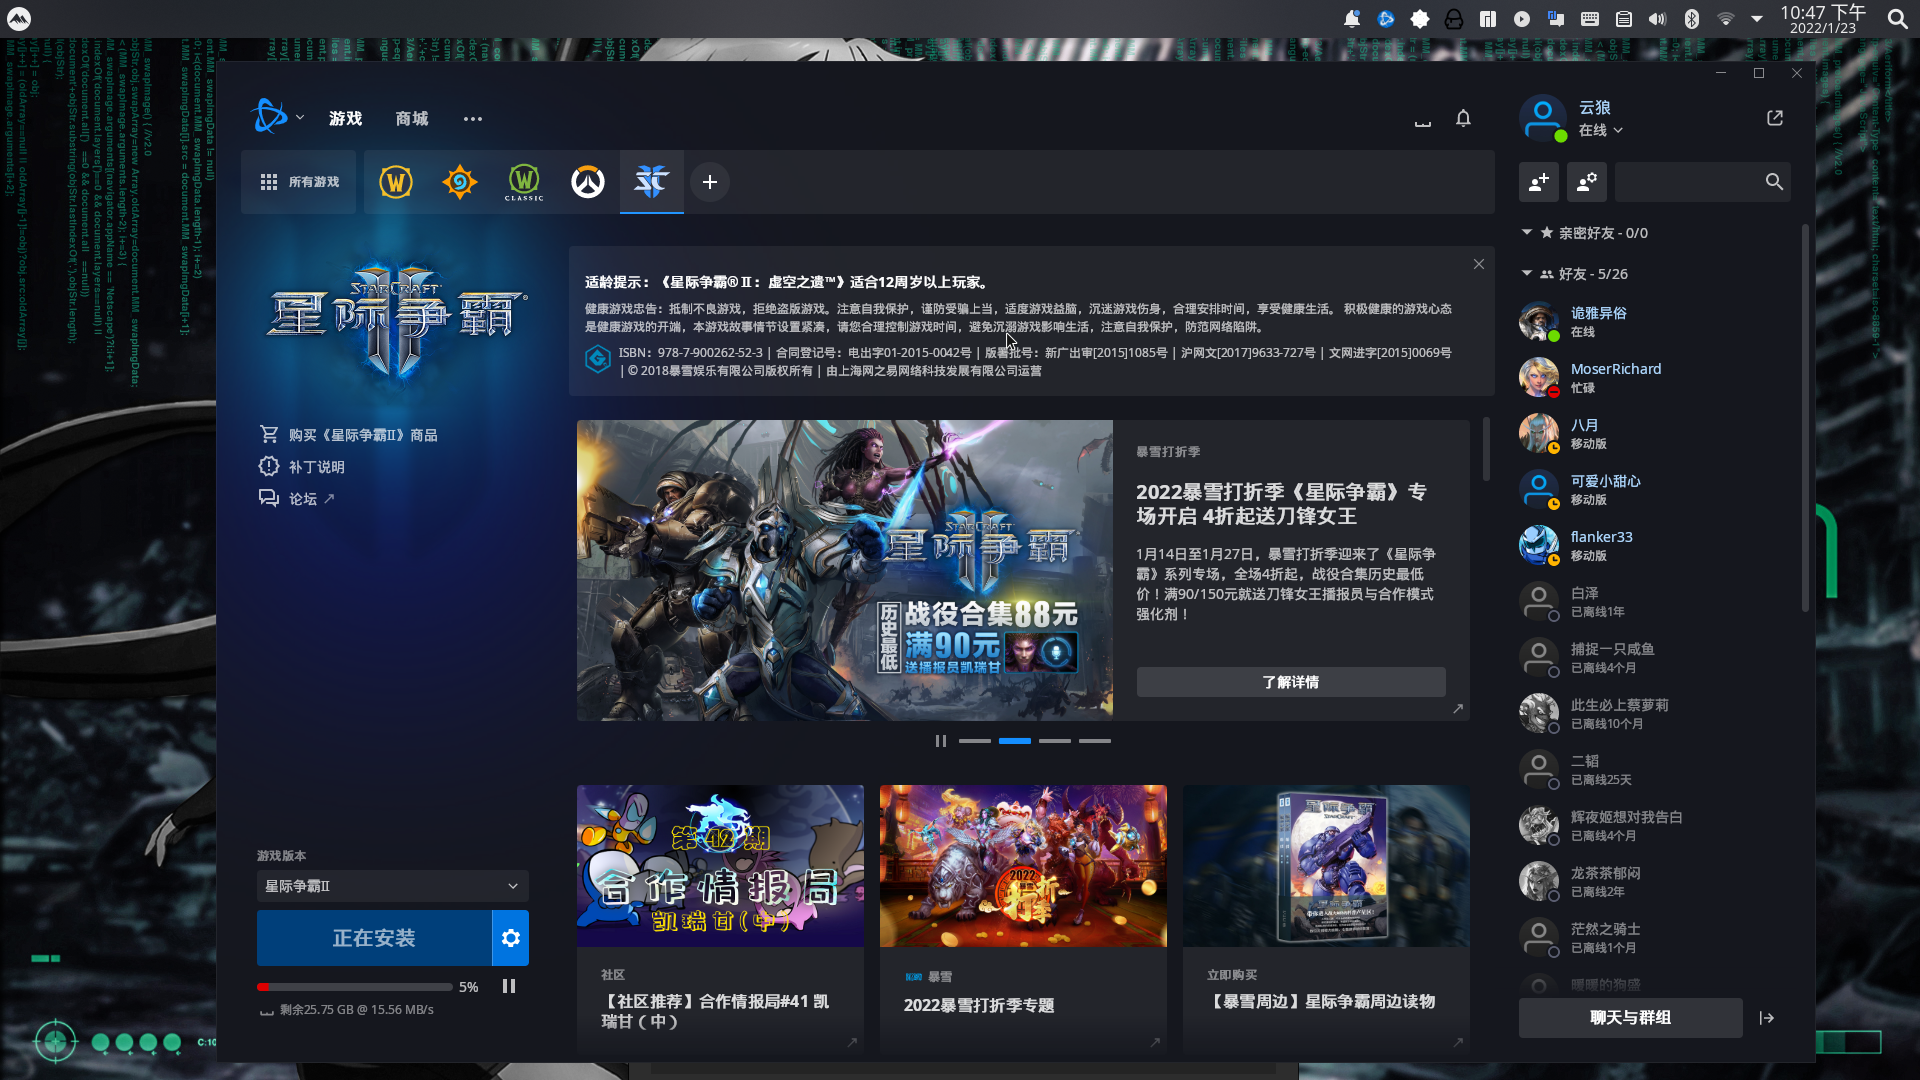 10:47 下午
2022/1/23
游戏
商城
云狼
在线
所有游戏
CLASSIC
亲密好友 - 0/0
好友 - 5/26
STARCRAFT
星际争霸
适龄提示：《星际争霸®Ⅱ：虚空之遗™》适合12周岁以上玩家。
健康游戏忠告：抵制不良游戏，拒绝盗版游戏。注意自我保护，谨防受骗上当，适度游戏益脑，沉迷游戏伤身，合理安排时间，享受健康生活。 积极健康的游戏心态
是健康游戏的开端，本游戏故事情节设置紧凑，请您合理控制游戏时间，避免沉溺游戏影响生活，注意自我保护，防范网络陷阱。
ISBN：978-7-900262-52-3 | 合同登记号：电出字01-2015-0042号 | 版署批号：新广出审[2015]1085号 | 沪网文[2017]9633-727号 | 文网进字[2015]0069号
| © 2018暴雪娱乐有限公司版权所有 | 由上海网之易网络科技发展有限公司运营
购买《星际争霸Ⅱ》商品
补丁说明
论坛
STARCRAFT
星际争霸
历史最低
战役合集88元
满90元
送播报员凯瑞甘
暴雪打折季
2022暴雪打折季《星际争霸》专
场开启 4折起送刀锋女王
1月14日至1月27日，暴雪打折季迎来了《星际争
霸》系列专场，全场4折起，战役合集历史最低
价！满90/150元就送刀锋女王播报员与合作模式
强化剂！
了解详情
诡雅异俗
在线
MoserRichard
忙碌
八月
移动版
可爱小甜心
移动版
flanker33
移动版
白泽
已离线1年
捕捉一只咸鱼
已离线4个月
此生必上蔡萝莉
已离线10个月
二韬
已离线25天
辉夜姬想对我告白
已离线4个月
龙茶茶郁闷
已离线2年
茫然之骑士
已离线1个月
暖暖的狗盛
聊天与群组
游戏版本
星际争霸Ⅱ
正在安装
5%
剩余25.75 GB @ 15.56 MB/s
第42期
合作情报局
凯瑞甘(中)
社区
【社区推荐】合作情报局#41 凯
瑞甘（中）
2022
打折季
暴雪
2022暴雪打折季专题
星际争霸
STARCRAFT
立即购买
【暴雪周边】星际争霸周边读物